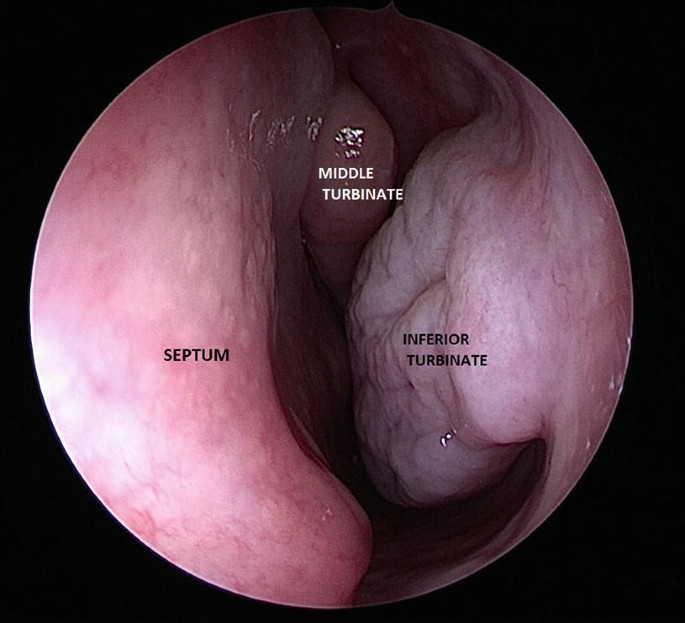 MIDDLE
TURBINATE
SEPTUM
INFERIOR
TURBINATE